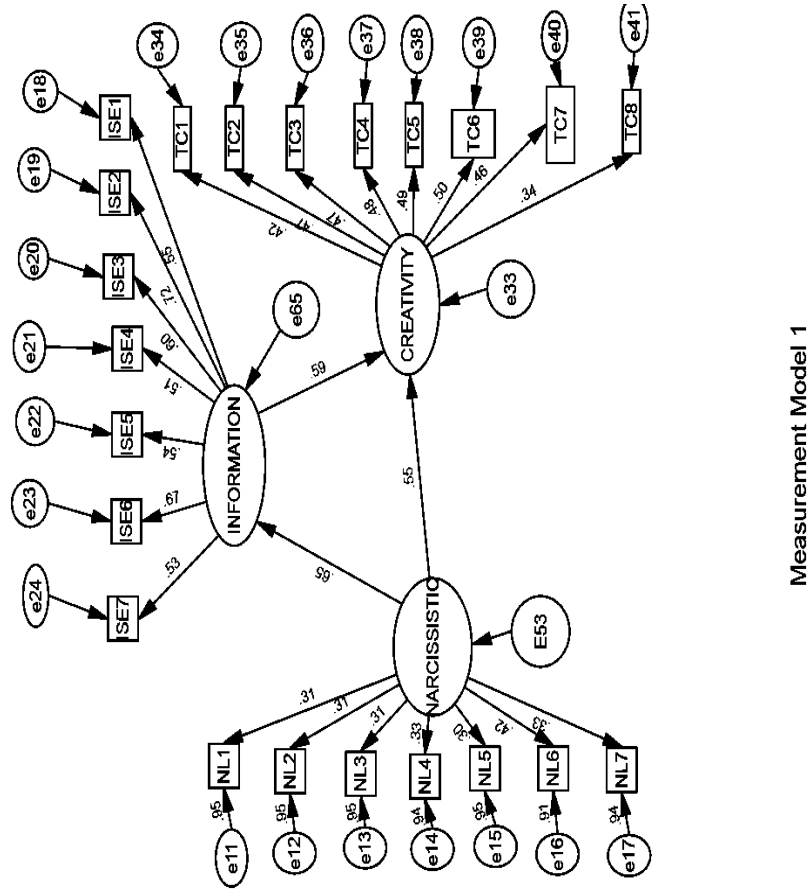 e18
e19
e20
e21
e22
e23
e24
ISE1
ISE2
ISE3
ISE4
ISE5
ISE6
ISE7
.55
.72
.60
.51
.54
.67
.53
INFORMATION
e65
e34
e35
e36
e37
e38
e39
e40
e41
TC1
TC2
TC3
TC4
TC5
TC6
TC7
TC8
.42
.47
.48
.49
.50
.46
.34
CREATIVITY
e33
.59
.55
.65
NARCISSISTIC
E53
.31
.31
.31
.33
.30
.42
.33
NL1
NL2
NL3
NL4
NL5
NL6
NL7
.95
.95
.95
.94
.95
.91
.94
e11
e12
e13
e14
e15
e16
e17
Measurement Model 1